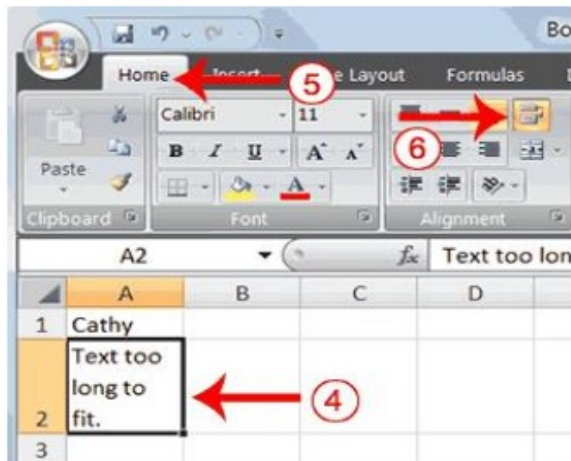 Bo
Home Insert e Layout Formulas
5
Calibri 11
6
Paste
B I U A A
A
Clipboard Font Alignment
A2 fx Text too lon
A B C D
1 Cathy
Text too
long to
2 fit.
4
3